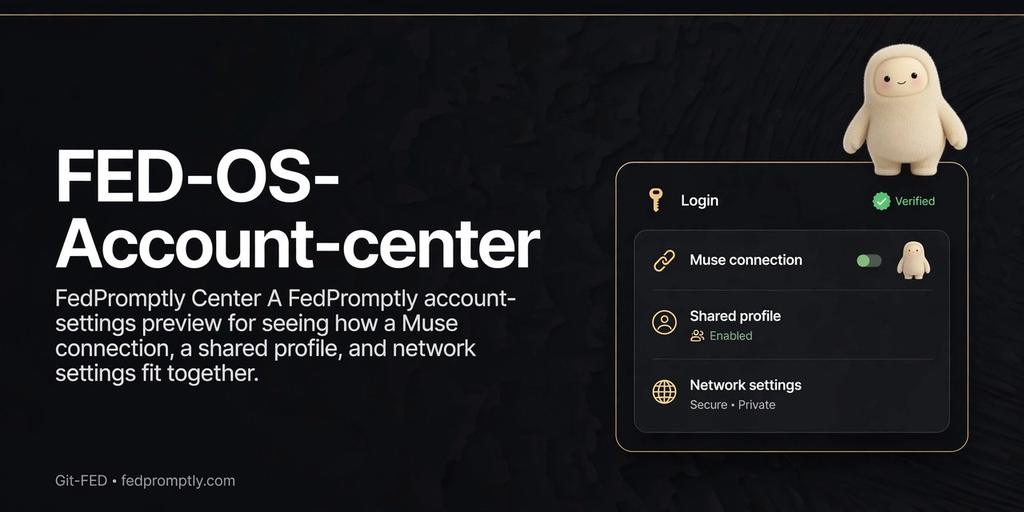 FED-OS-
Account-center
FedPromptly Center A FedPromptly account-
settings preview for seeing how a Muse
connection, a shared profile, and network
settings fit together.
Git-FED • fedpromptly.com
Login
Verified
Muse connection
Shared profile
Enabled
Network settings
Secure • Private